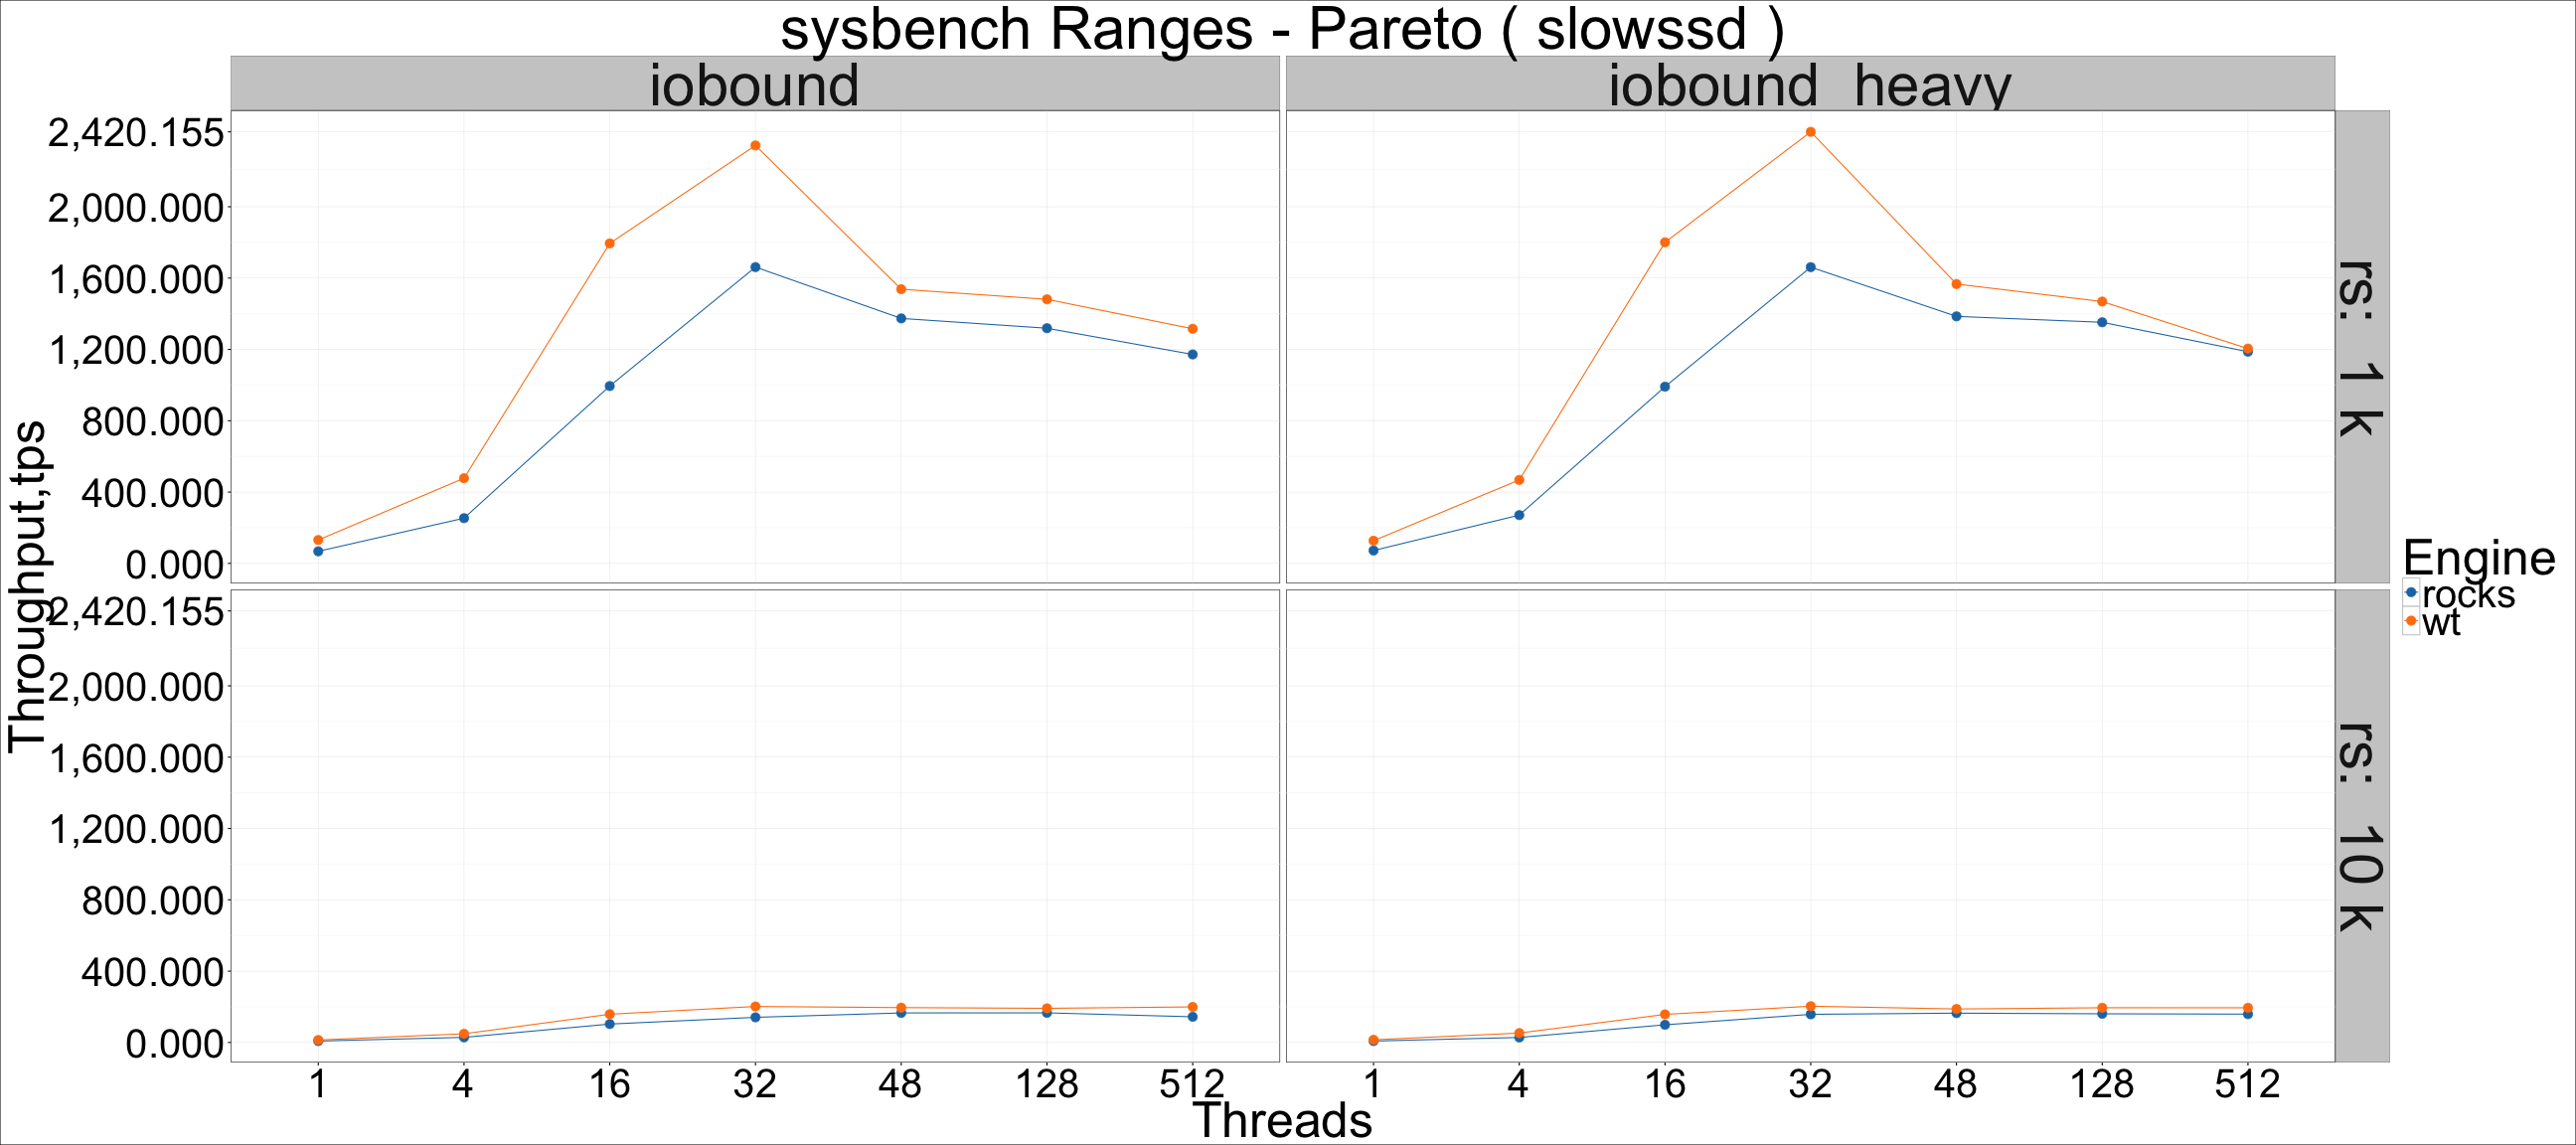 sysbench Ranges - Pareto ( slowssd )
iobound
iobound heavy
2,420.155
2,000.000
1,600.000
1,200.000
800.000
400.000
0.000
rs: 1 k
2,420.155
2,000.000
1,600.000
1,200.000
800.000
400.000
0.000
rs: 10 k
Throughput,tps
1 4 16 32 48 128 512
1 4 16 32 48 128 512
Threads
Engine
rocks
wt